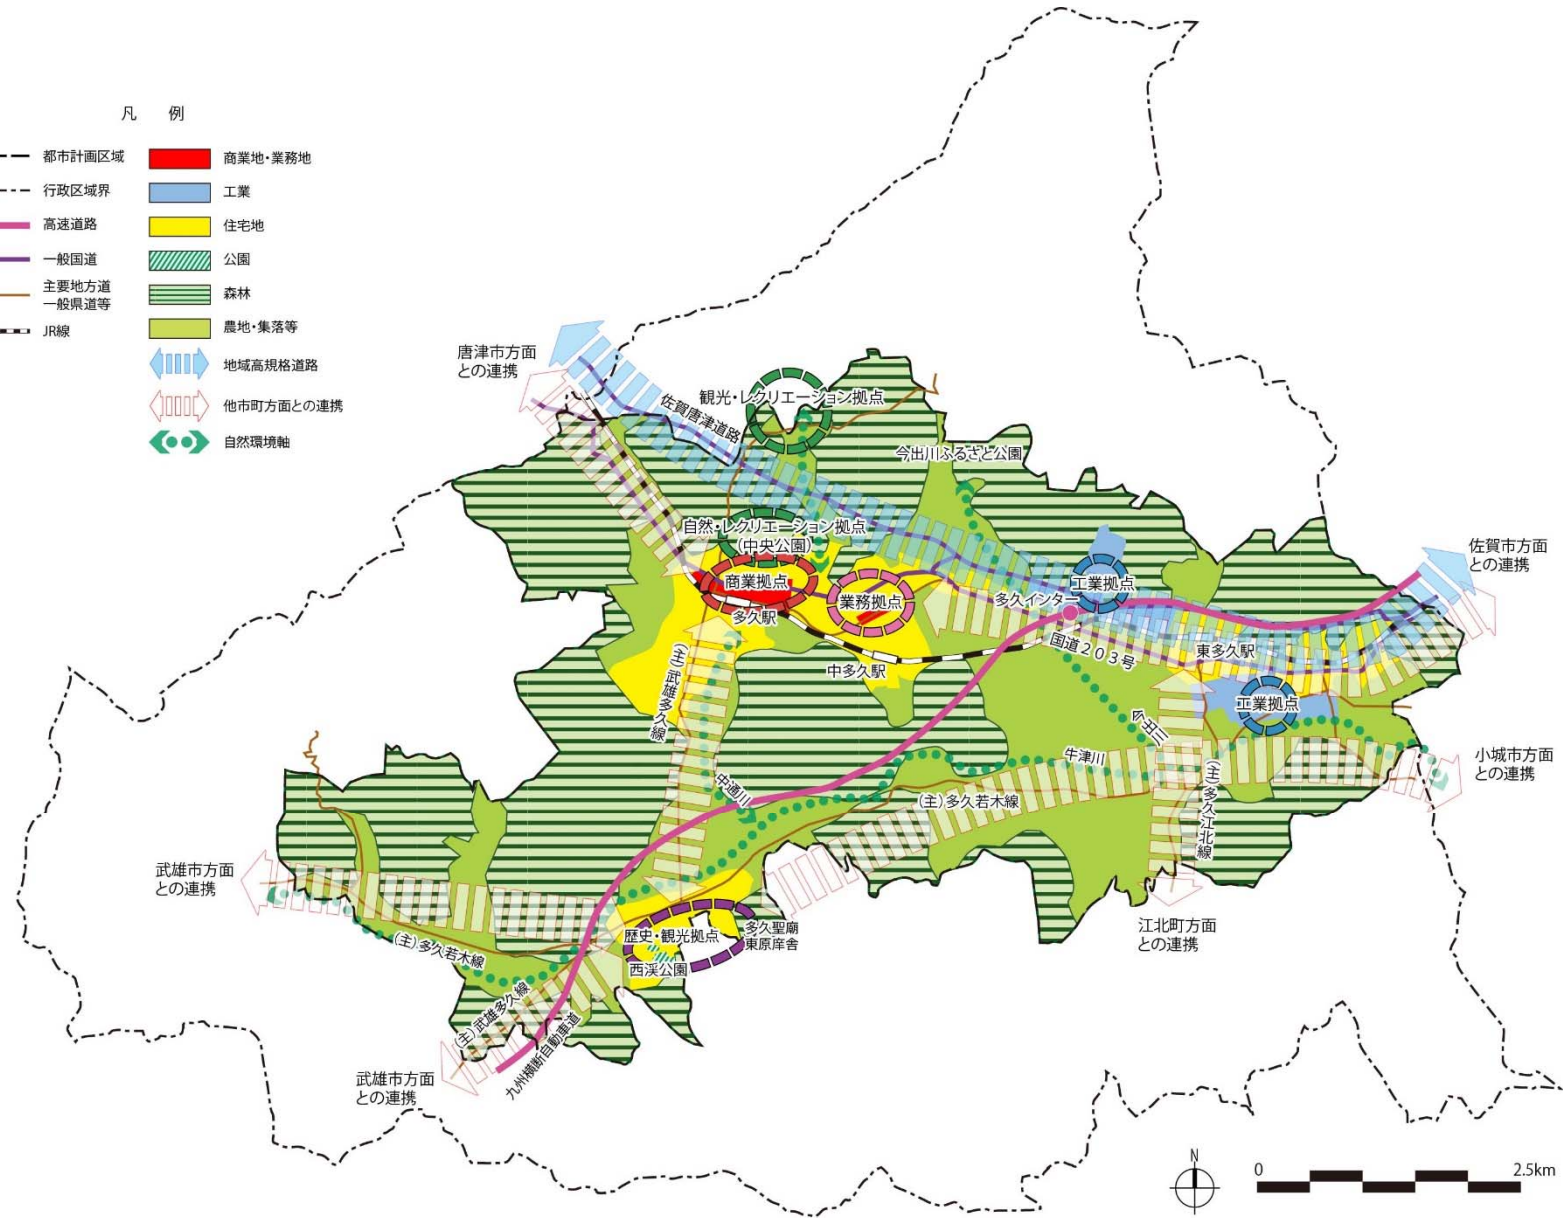 凡 例
都市計画区域
行政区域界
高速道路
一般国道
主要地方道
一般県道等
JR線
商業地・業務地
工業
住宅地
公園
森林
農地・集落等
地域高規格道路
他市町方面との連携
自然環境軸
唐津市方面
との連携
佐賀唐津道路
観光・レクリエーション拠点
今出川ふるさと公園
自然・レクリエーション拠点
（中央公園）
商業拠点
多久駅
業務拠点
中多久駅
多久インター
工業拠点
国道２０３号
東多久駅
工業拠点
佐賀市方面
との連携
小城市方面
との連携
（主）武雄多久線
今出川
牛津川
中通川
（主）多久若木線
（主）多久江北線
江北町方面
との連携
武雄市方面
との連携
（主）多久若木線
歴史・観光拠点
西渓公園
多久聖廟
東原庠舎
（主）武雄多久線
九州横断自動車道
武雄市方面
との連携
N
0
2.5km